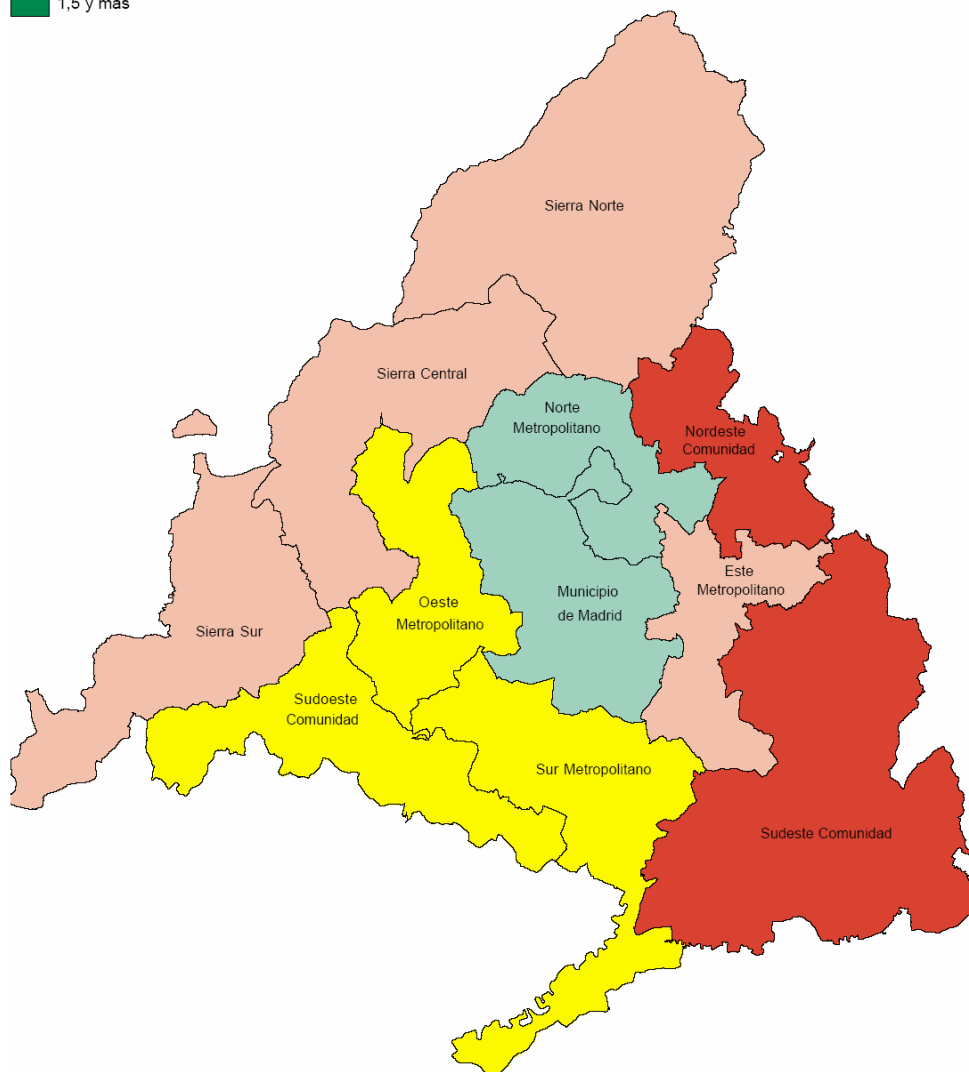 1,5 y más
Sierra Norte
Sierra Central
Norte
Metropolitano
Nordeste
Comunidad
Este
Metropolitano
Municipio
de Madrid
Oeste
Metropolitano
Sierra Sur
Sudoeste
Comunidad
Sur Metropolitano
Sudeste Comunidad